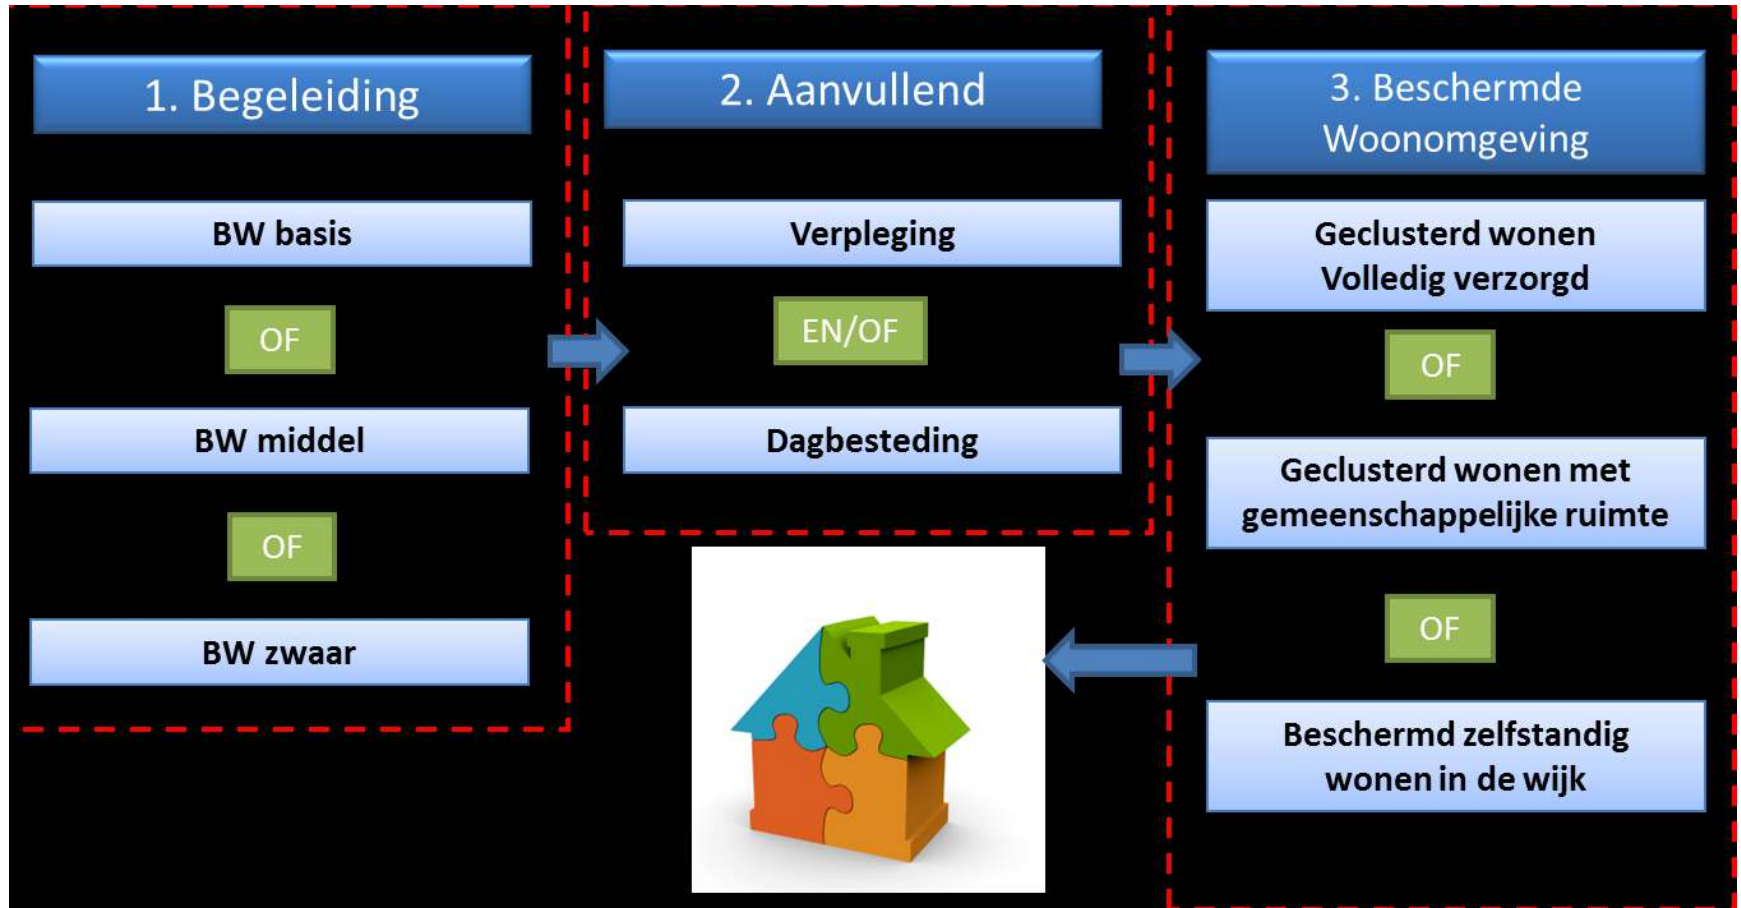 1. Begeleiding
BW basis
OF
BW middel
OF
BW zwaar
2. Aanvullend
Verpleging
EN/OF
Dagbesteding
3. Beschermde
Woonomgeving
Geclusterd wonen
Volledig verzorgd
OF
Geclusterd wonen met
gemeenschappelijke ruimte
OF
Beschermd zelfstandig
wonen in de wijk